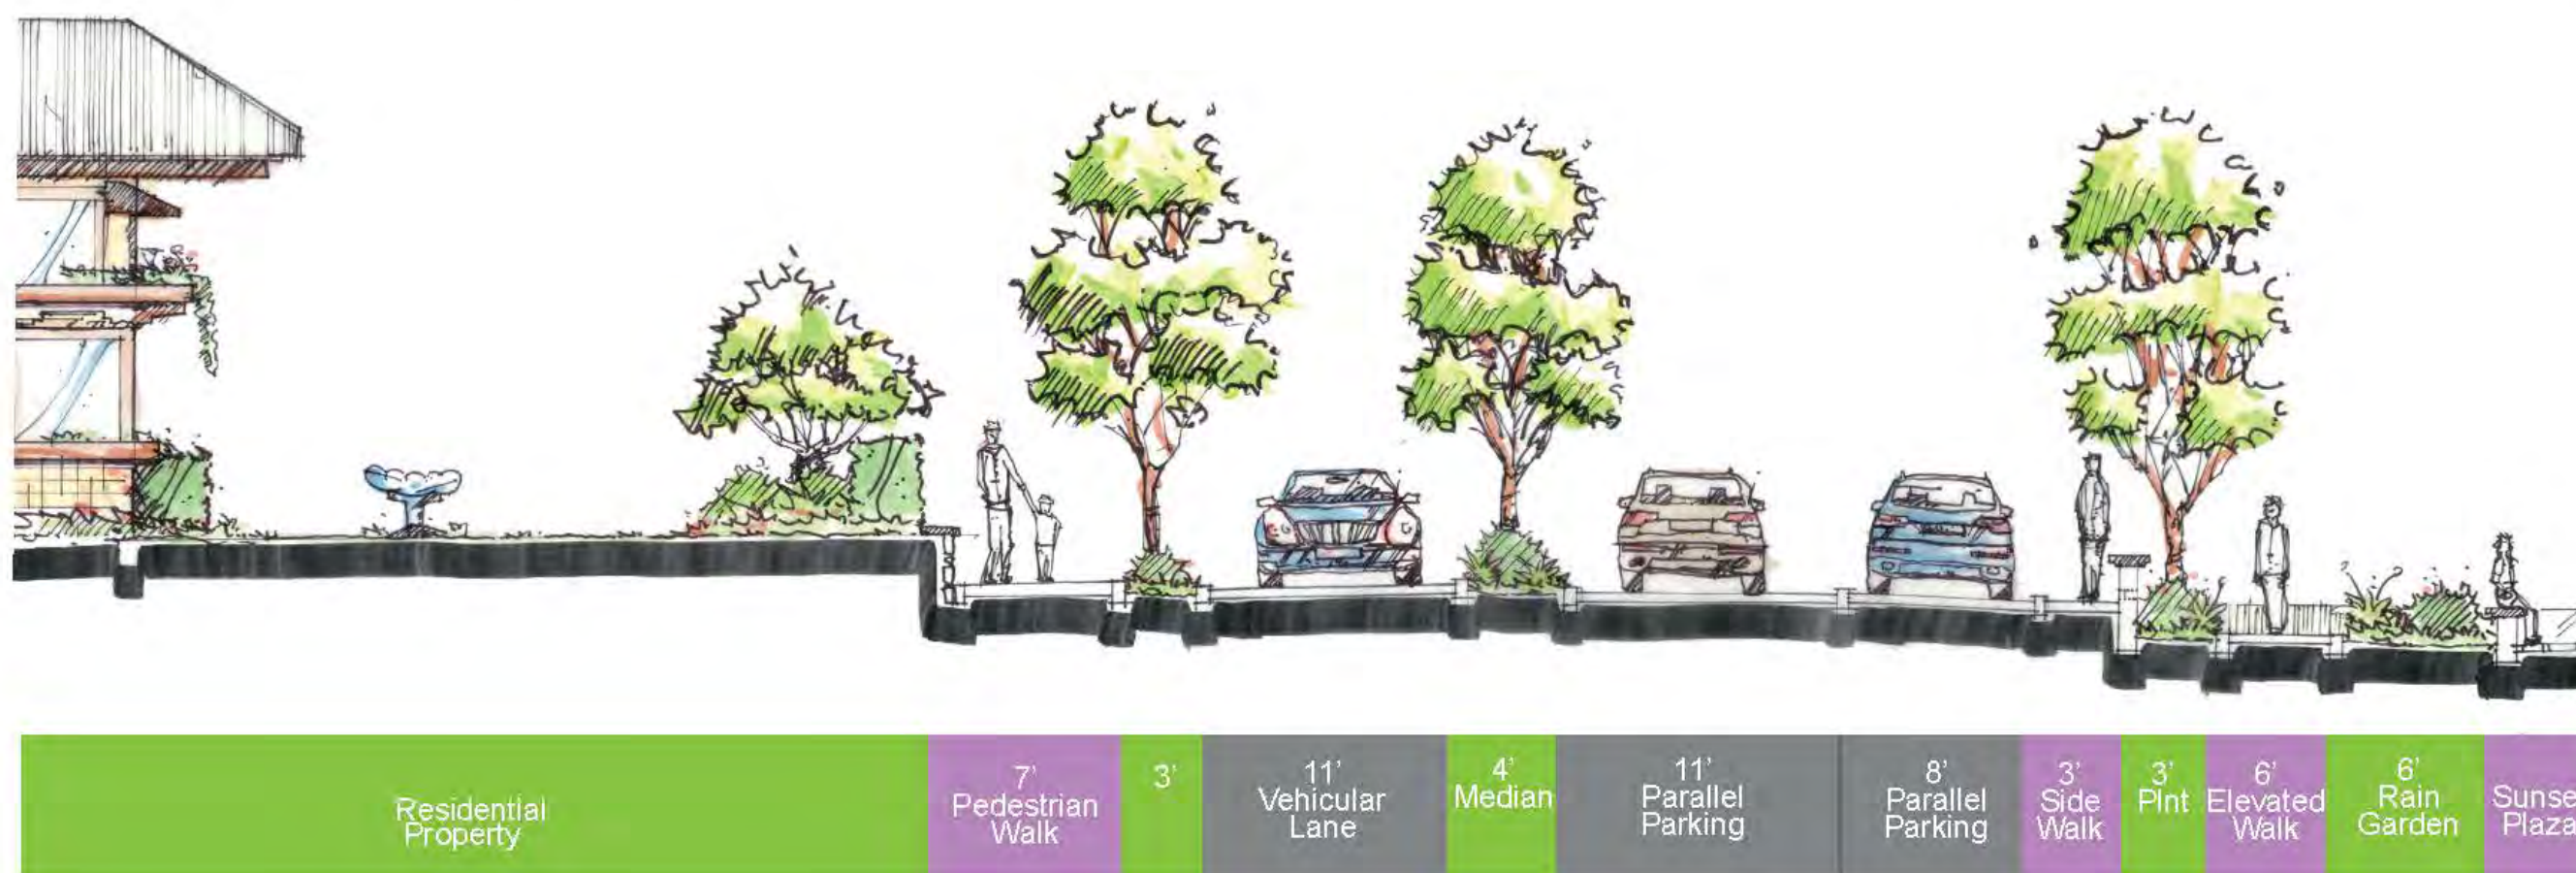 Residential
Property
7'
Pedestrian
Walk
3'
11'
Vehicular
Lane
4'
Median
11'
Parallel
Parking
8'
Parallel
Parking
3'
Side
Walk
3'
Plnt
6'
Elevated
Walk
6'
Rain
Garden
Sunse
Plaza